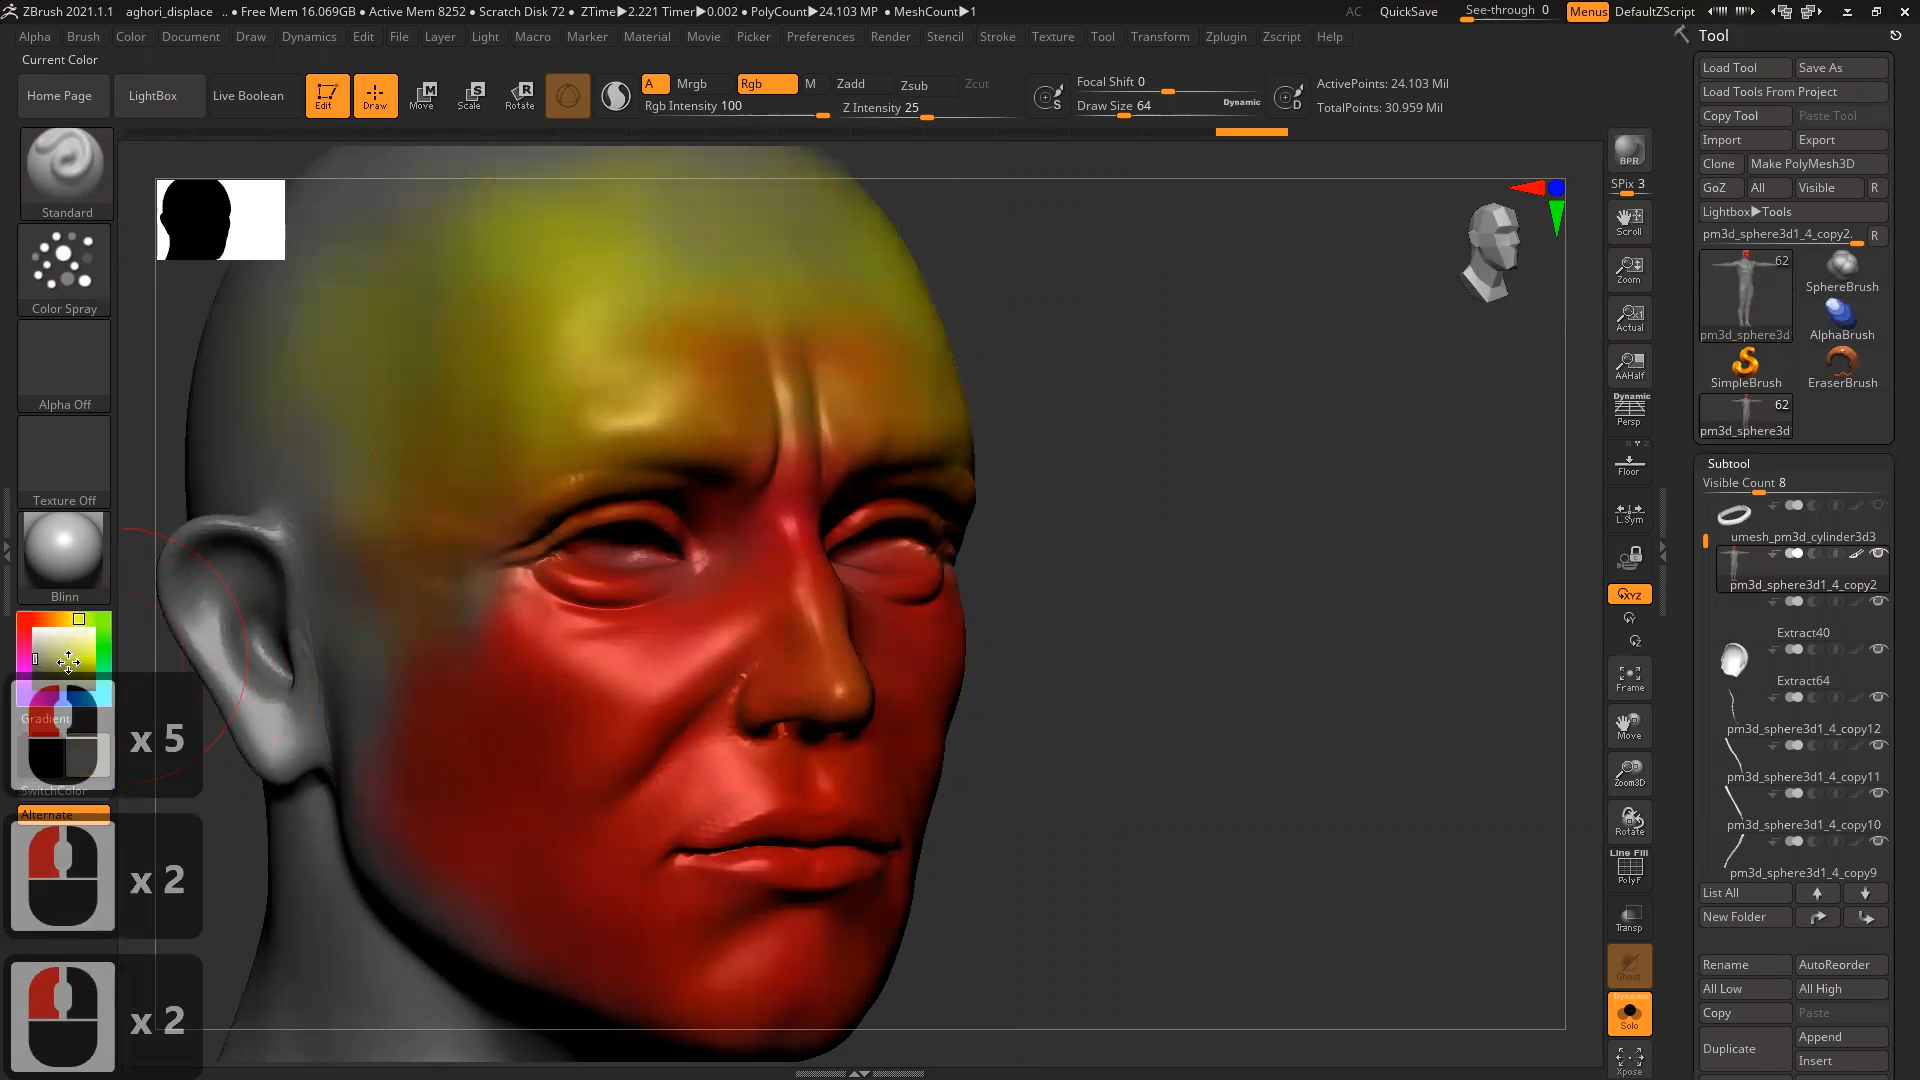 ZBrush 2021.1.1 aghori_displace .. • Free Mem 16.069GB • Active Mem 8252 • Scratch Disk 72 • ZTime▶2.221 Timer▶0.002 • PolyCount▶24.103 MP • MeshCount▶1 AC QuickSave See-through 0 Menus DefaultZScript
Alpha Brush Color Document Draw Dynamics Edit File Layer Light Macro Marker Material Movie Picker Preferences Render Stencil Stroke Texture Tool Transform Zplugin Zscript Help
Current Color
Home Page LightBox Live Boolean Edit Draw Move Scale Rotate
A Mrgb Rgb M Zadd Zsub Zcut
Rgb Intensity 100 Z Intensity 25
S
Focal Shift 0
Draw Size 64 Dynamic
D
ActivePoints: 24.103 Mil
TotalPoints: 30.959 Mil
Standard
Color Spray
Alpha Off
Texture Off
Blinn
Gradient
SwitchColor
Alternate
x 5
x 2
x 2
BPR
SPix 3
Scroll
Zoom
Actual
AAHalf
Dynamic
Persp
Floor
L.Sym
XYZ
Y
Z
Frame
Move
Zoom3D
Rotate
Line Fill
PolyF
Transp
Ghost
Dynamic
Solo
Xpose
Tool
Load Tool Save As
Load Tools From Project
Copy Tool Paste Tool
Import Export
Clone Make PolyMesh3D
GoZ All Visible R
Lightbox▶Tools
pm3d_sphere3d1_4_copy2. R
62
pm3d_sphere3d
SphereBrush
AlphaBrush
SimpleBrush
EraserBrush
62
pm3d_sphere3d
Subtool
Visible Count 8
umesh_pm3d_cylinder3d3
pm3d_sphere3d1_4_copy2
Extract40
Extract64
pm3d_sphere3d1_4_copy12
pm3d_sphere3d1_4_copy11
pm3d_sphere3d1_4_copy10
pm3d_sphere3d1_4_copy9
List All
New Folder
Rename AutoReorder
All Low All High
Copy Paste
Duplicate Append
Insert